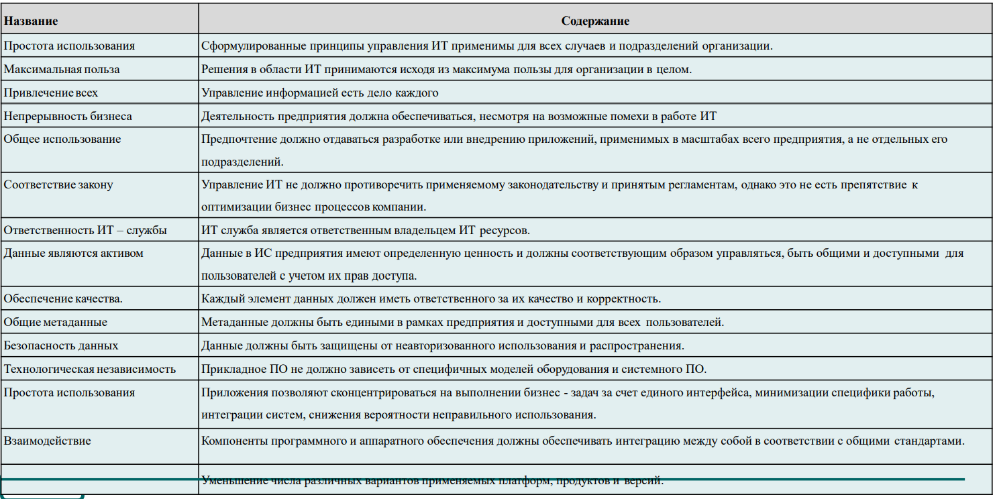 Название Содержание
Простота использования Сформулированные принципы управления ИТ применимы для всех случаев и подразделений организации.
Максимальная польза Решения в области ИТ принимаются исходя из максимума пользы для организации в целом.
Привлечение всех Управление информацией есть дело каждого
Непрерывность бизнеса Деятельность предприятия должна обеспечиваться, несмотря на возможные помехи в работе ИТ
Общее использование Предпочтение должно отдаваться разработке или внедрению приложений, применимых в масштабах всего предприятия, а не отдельных его
подразделений.
Соответствие закону Управление ИТ не должно противоречить применяемому законодательству и принятым регламентам, однако это не есть препятствие к
оптимизации бизнес процессов компании.
Ответственность ИТ – службы ИТ служба является ответственным владельцем ИТ ресурсов.
Данные являются активом Данные в ИС предприятия имеют определенную ценность и должны соответствующим образом управляться, быть общими и доступными для
пользователей с учетом их прав доступа.
Обеспечение качества. Каждый элемент данных должен иметь ответственного за их качество и корректность.
Общие метаданные Метаданные должны быть едиными в рамках предприятия и доступными для всех пользователей.
Безопасность данных Данные должны быть защищены от неавторизованного использования и распространения.
Технологическая независимость Прикладное ПО не должно зависеть от специфичных моделей оборудования и системного ПО.
Простота использования Приложения позволяют сконцентрироваться на выполнении бизнес - задач за счет единого интерфейса, минимизации специфики работы,
интеграции систем, снижения вероятности неправильного использования.
Взаимодействие Компоненты программного и аппаратного обеспечения должны обеспечивать интеграцию между собой в соответствии с общими стандартами.
Уменьшение числа различных вариантов применяемых платформ, продуктов и версий.